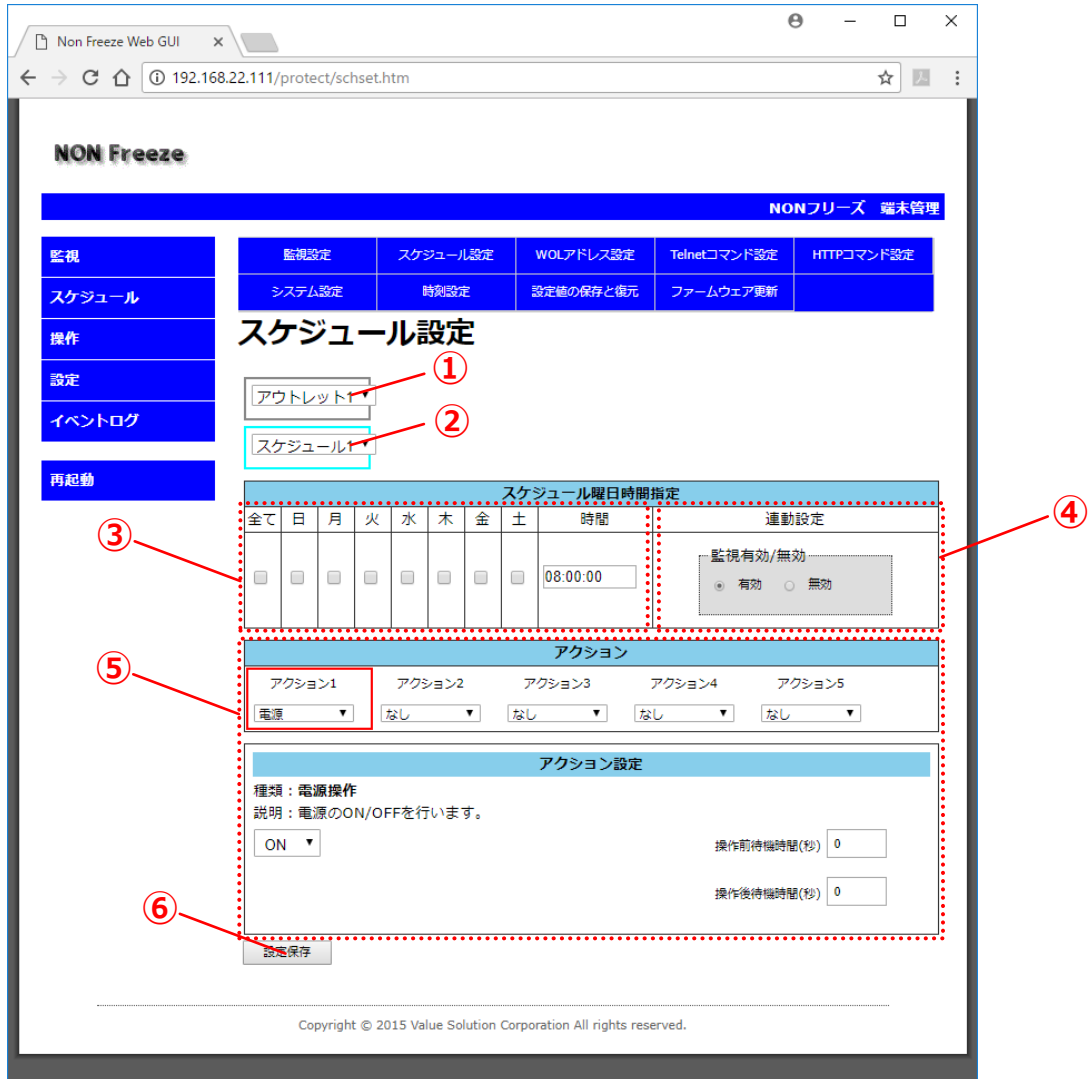 Non Freeze Web GUI
192.168.22.111/protect/schset.htm
NON Freeze
NONフリーズ 端末管理
監視
スケジュール
操作
設定
イベントログ
再起動
監視設定 スケジュール設定 WOLアドレス設定 Telnetコマンド設定 HTTPコマンド設定
システム設定 時刻設定 設定値の保存と復元 ファームウェア更新
スケジュール設定
①
アウトレット1
②
スケジュール1
スケジュール曜日時間指定
全て 日 月 火 水 木 金 土 時間 連動設定
③
④
監視有効/無効
08:00:00
有効 無効
アクション
⑤
アクション1 アクション2 アクション3 アクション4 アクション5
電源 なし なし なし なし
アクション設定
種類：電源操作
説明：電源のON/OFFを行います。
ON
操作前待機時間(秒) 0
操作後待機時間(秒) 0
⑥
設定保存
Copyright © 2015 Value Solution Corporation All rights reserved.